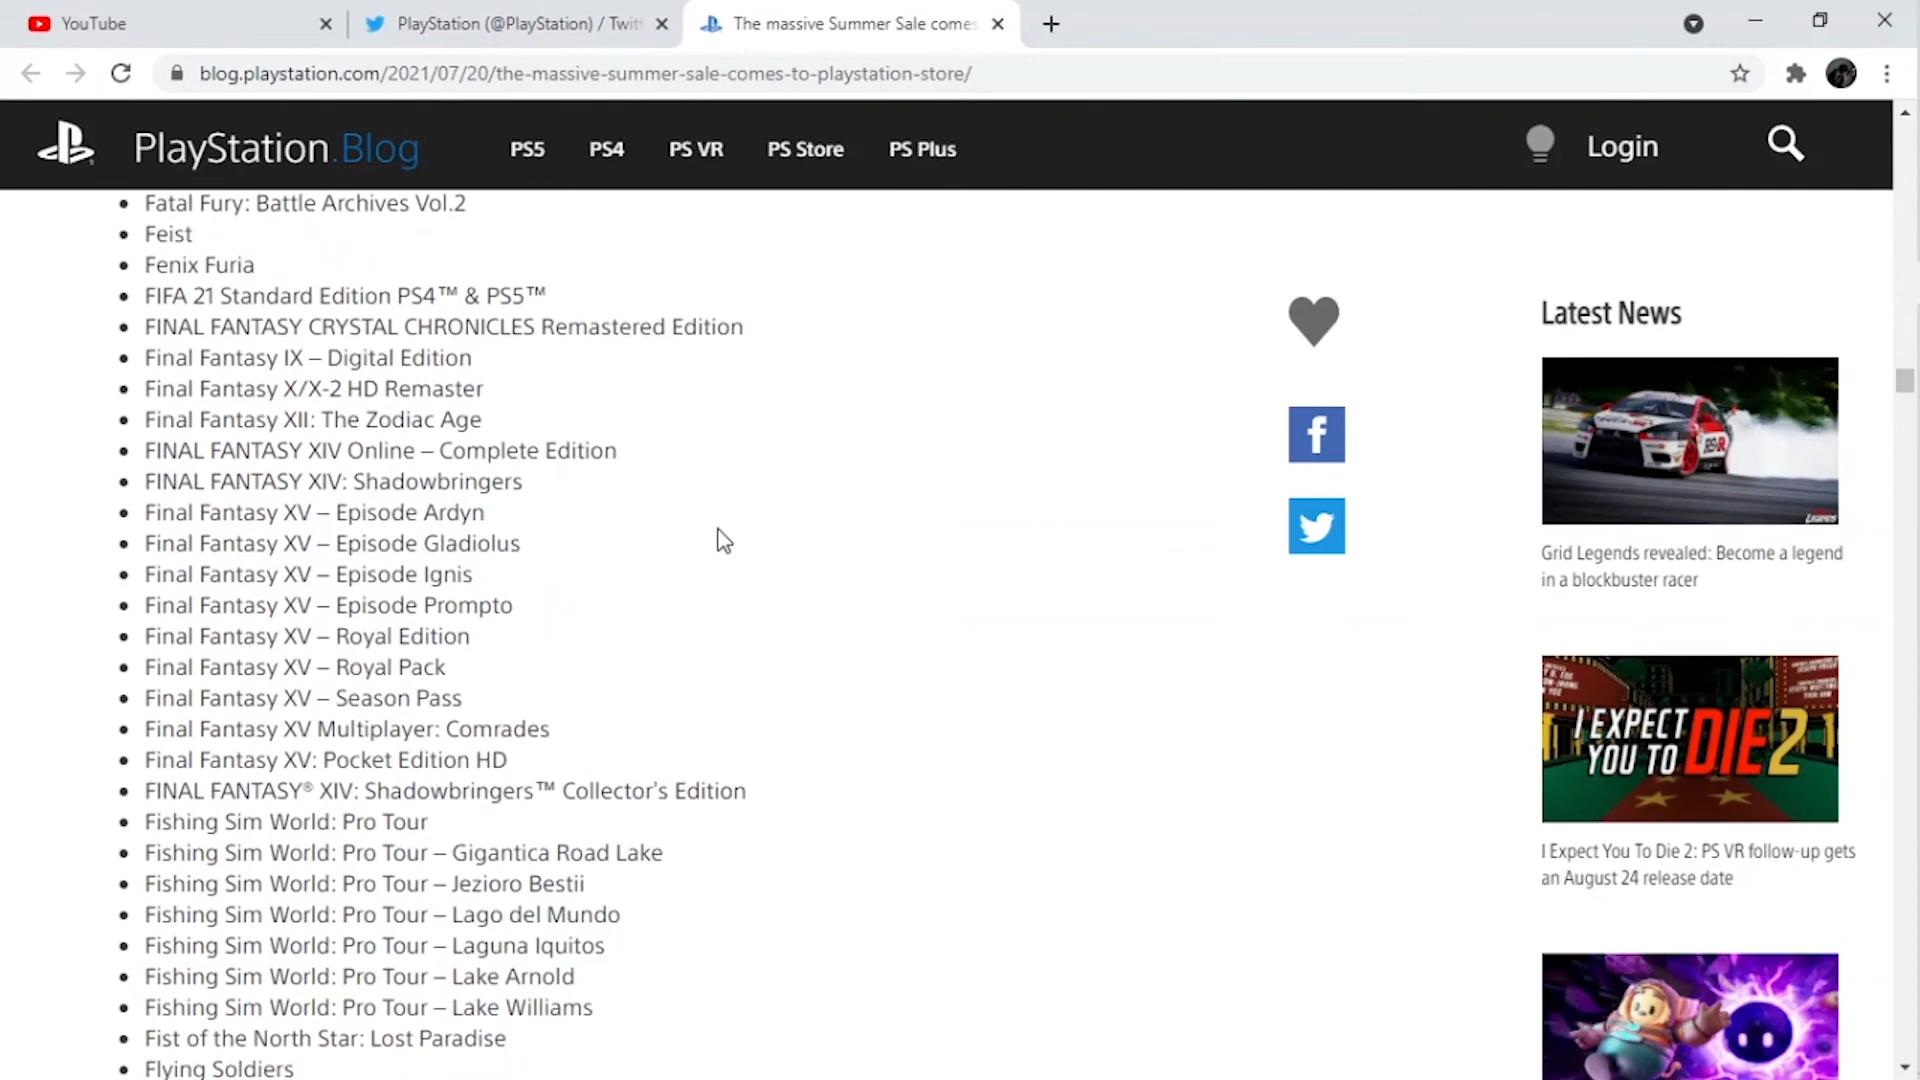 YouTube
PlayStation (@PlayStation) / Twit
The massive Summer Sale comes
blog.playstation.com/2021/07/20/the-massive-summer-sale-comes-to-playstation-store/
PlayStation.Blog
PS5
PS4
PS VR
PS Store
PS Plus
Login
Fatal Fury: Battle Archives Vol.2
Feist
Fenix Furia
FIFA 21 Standard Edition PS4™ & PS5™
FINAL FANTASY CRYSTAL CHRONICLES Remastered Edition
Final Fantasy IX – Digital Edition
Final Fantasy X/X-2 HD Remaster
Final Fantasy XII: The Zodiac Age
FINAL FANTASY XIV Online – Complete Edition
FINAL FANTASY XIV: Shadowbringers
Final Fantasy XV – Episode Ardyn
Final Fantasy XV – Episode Gladiolus
Final Fantasy XV – Episode Ignis
Final Fantasy XV – Episode Prompto
Final Fantasy XV – Royal Edition
Final Fantasy XV – Royal Pack
Final Fantasy XV – Season Pass
Final Fantasy XV Multiplayer: Comrades
Final Fantasy XV: Pocket Edition HD
FINAL FANTASY® XIV: Shadowbringers™ Collector’s Edition
Fishing Sim World: Pro Tour
Fishing Sim World: Pro Tour – Gigantica Road Lake
Fishing Sim World: Pro Tour – Jezioro Bestii
Fishing Sim World: Pro Tour – Lago del Mundo
Fishing Sim World: Pro Tour – Laguna Iquitos
Fishing Sim World: Pro Tour – Lake Arnold
Fishing Sim World: Pro Tour – Lake Williams
Fist of the North Star: Lost Paradise
Flying Soldiers
Latest News
LEGENDS
Grid Legends revealed: Become a legend
in a blockbuster racer
I EXPECT
YOU TO DIE 2
I Expect You To Die 2: PS VR follow-up gets
an August 24 release date